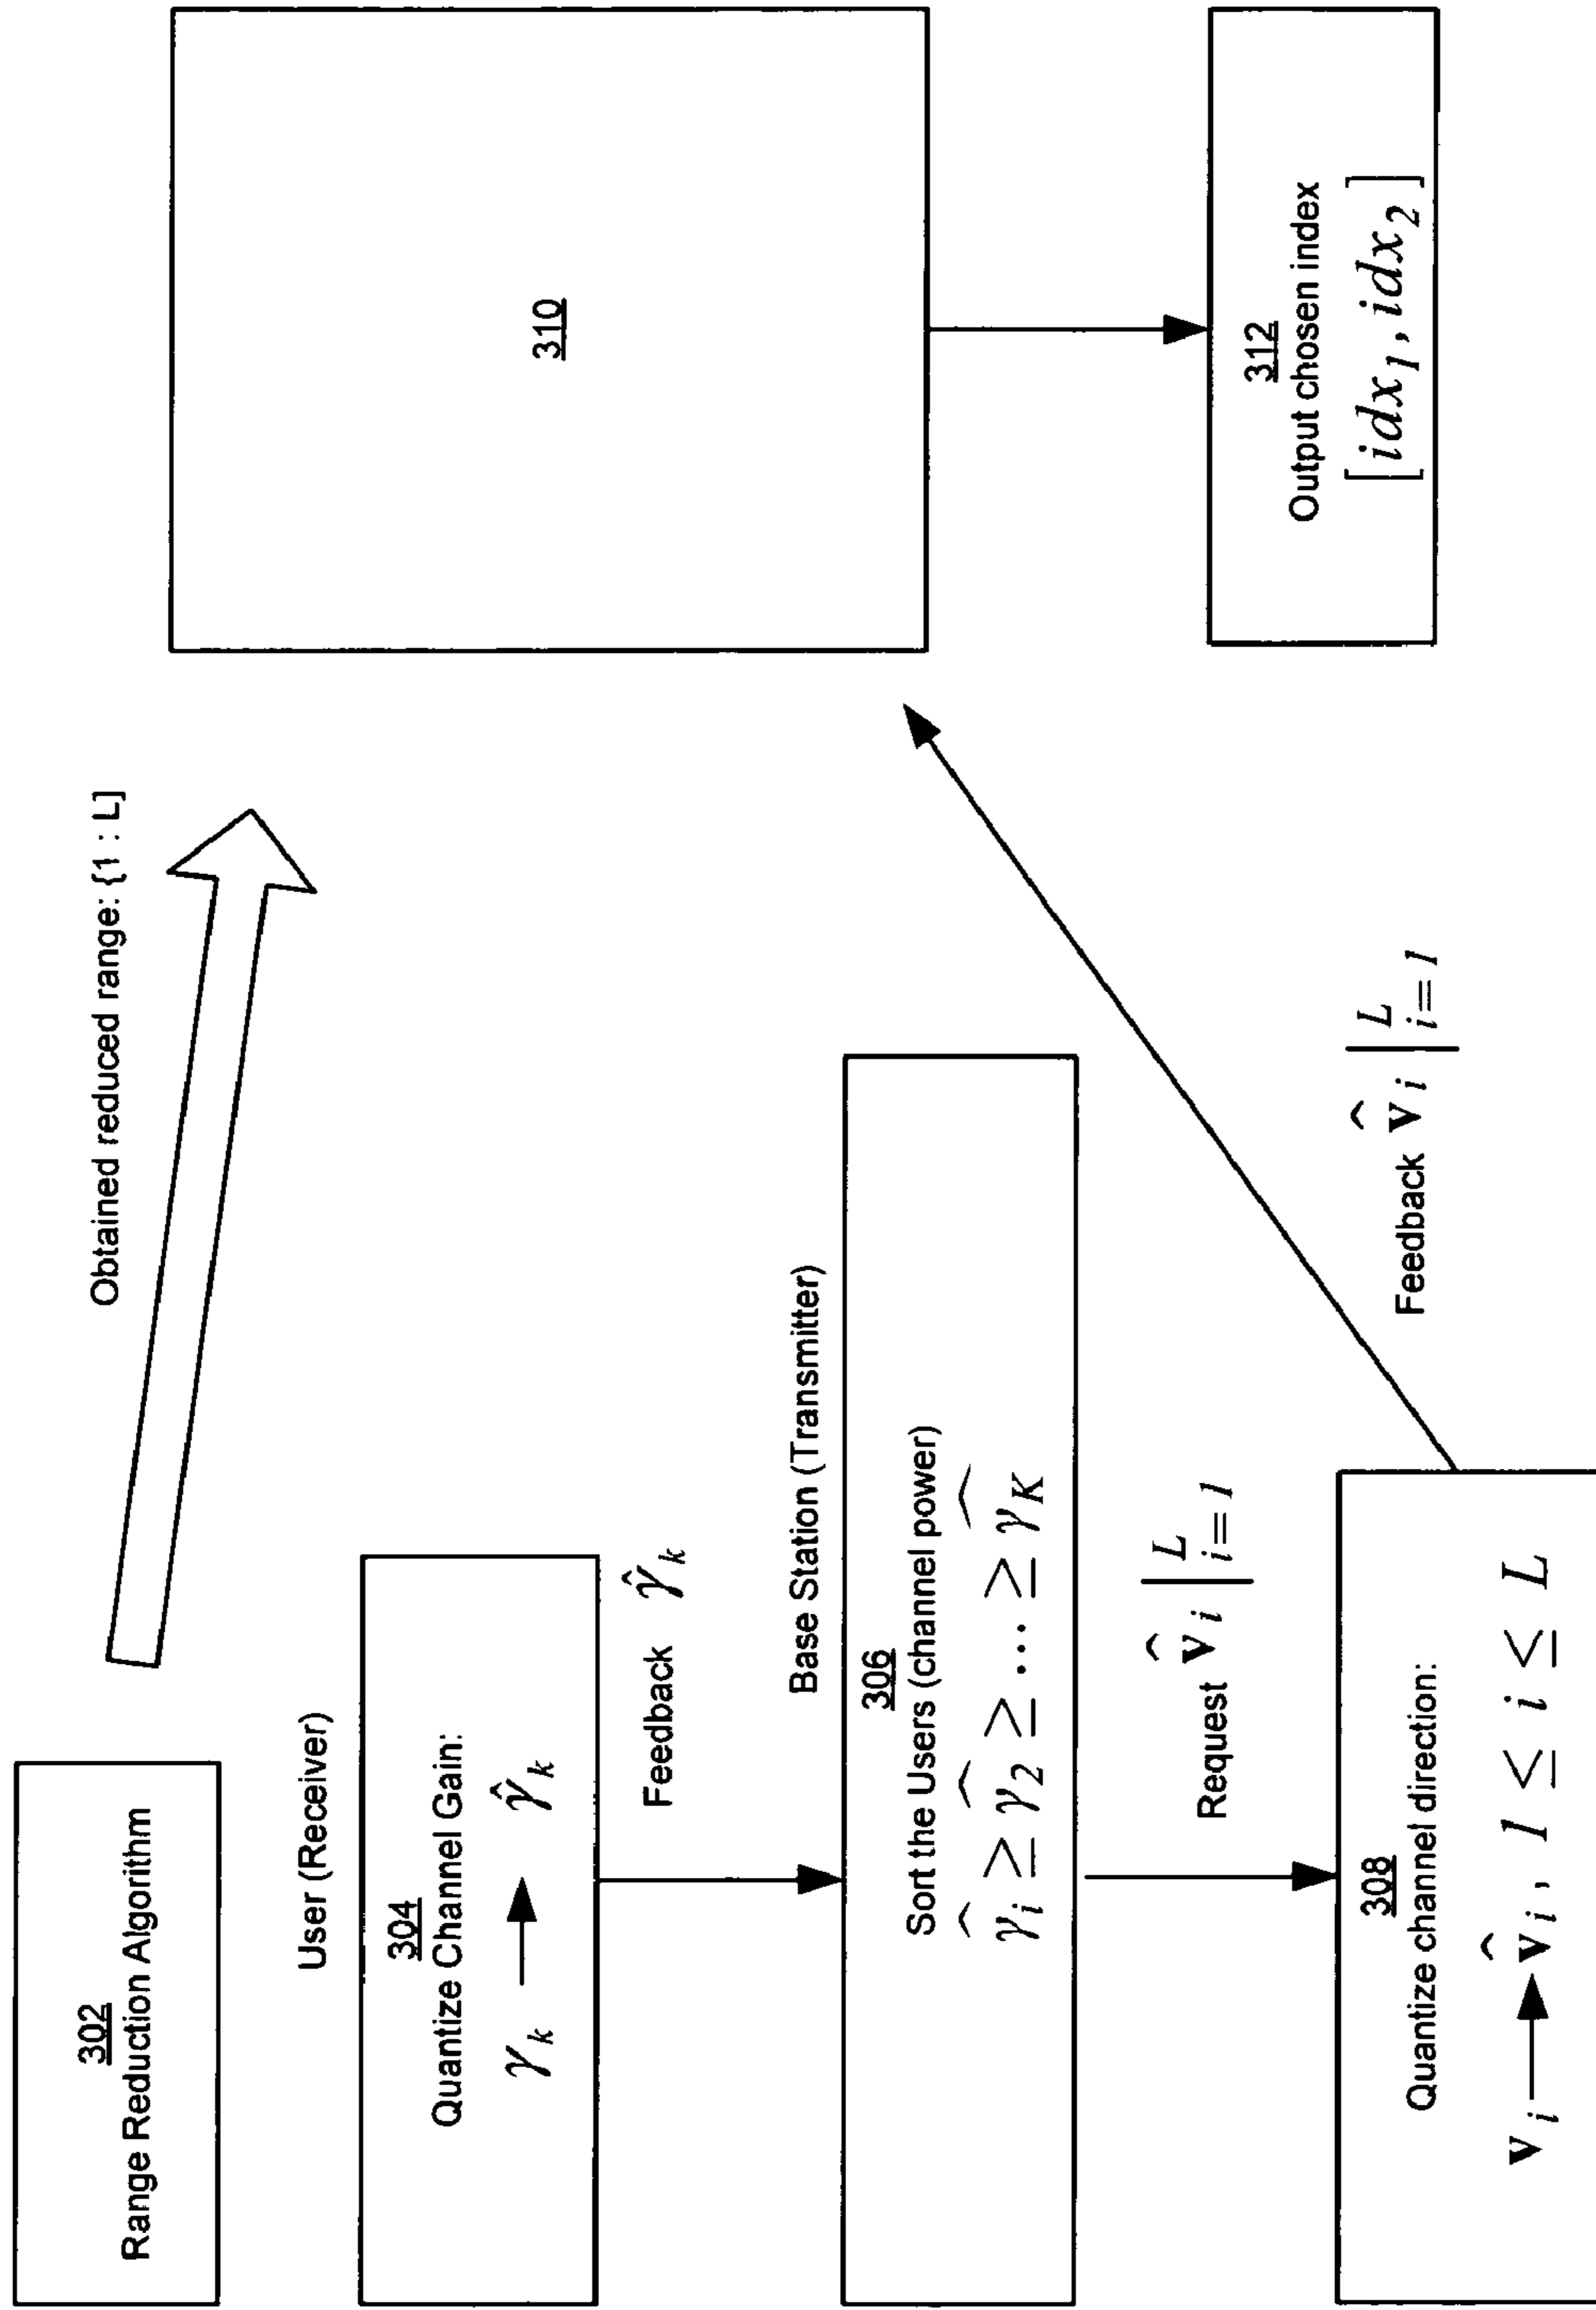 302
Range Reduction Algorithm
Obtained reduced range: {1 : L]
User (Receiver)
304
Quantize Channel Gain:
γ_k → γ̂_k
Feedback γ̂_k
Base Station (Transmitter)
306
Sort the Users (channel power)
γ̂_i ≥ γ̂_2 ≥ ... ≥ γ̂_K
Request v̂_i |_{i=1}^L
308
Quantize channel direction:
v_i → v̂_i, 1 ≤ i ≤ L
Feedback v̂_i |_{i=1}^L
310
312
Output chosen index
[idx_1, idx_2]